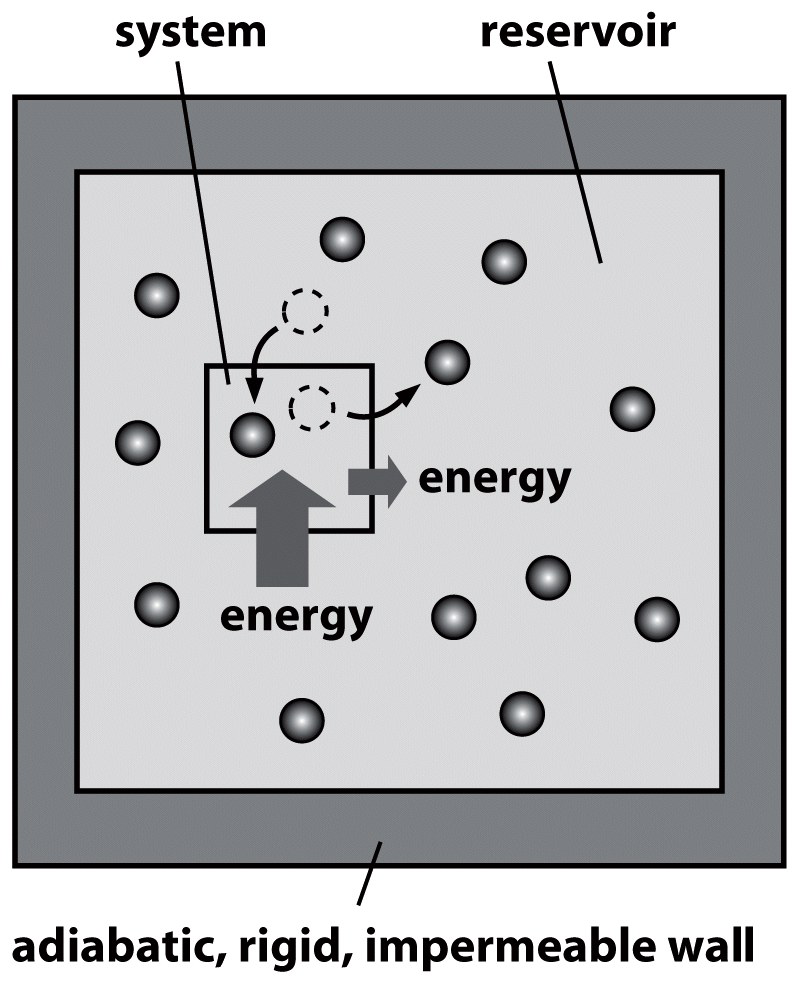 system
reservoir
energy
energy
adiabatic, rigid, impermeable wall